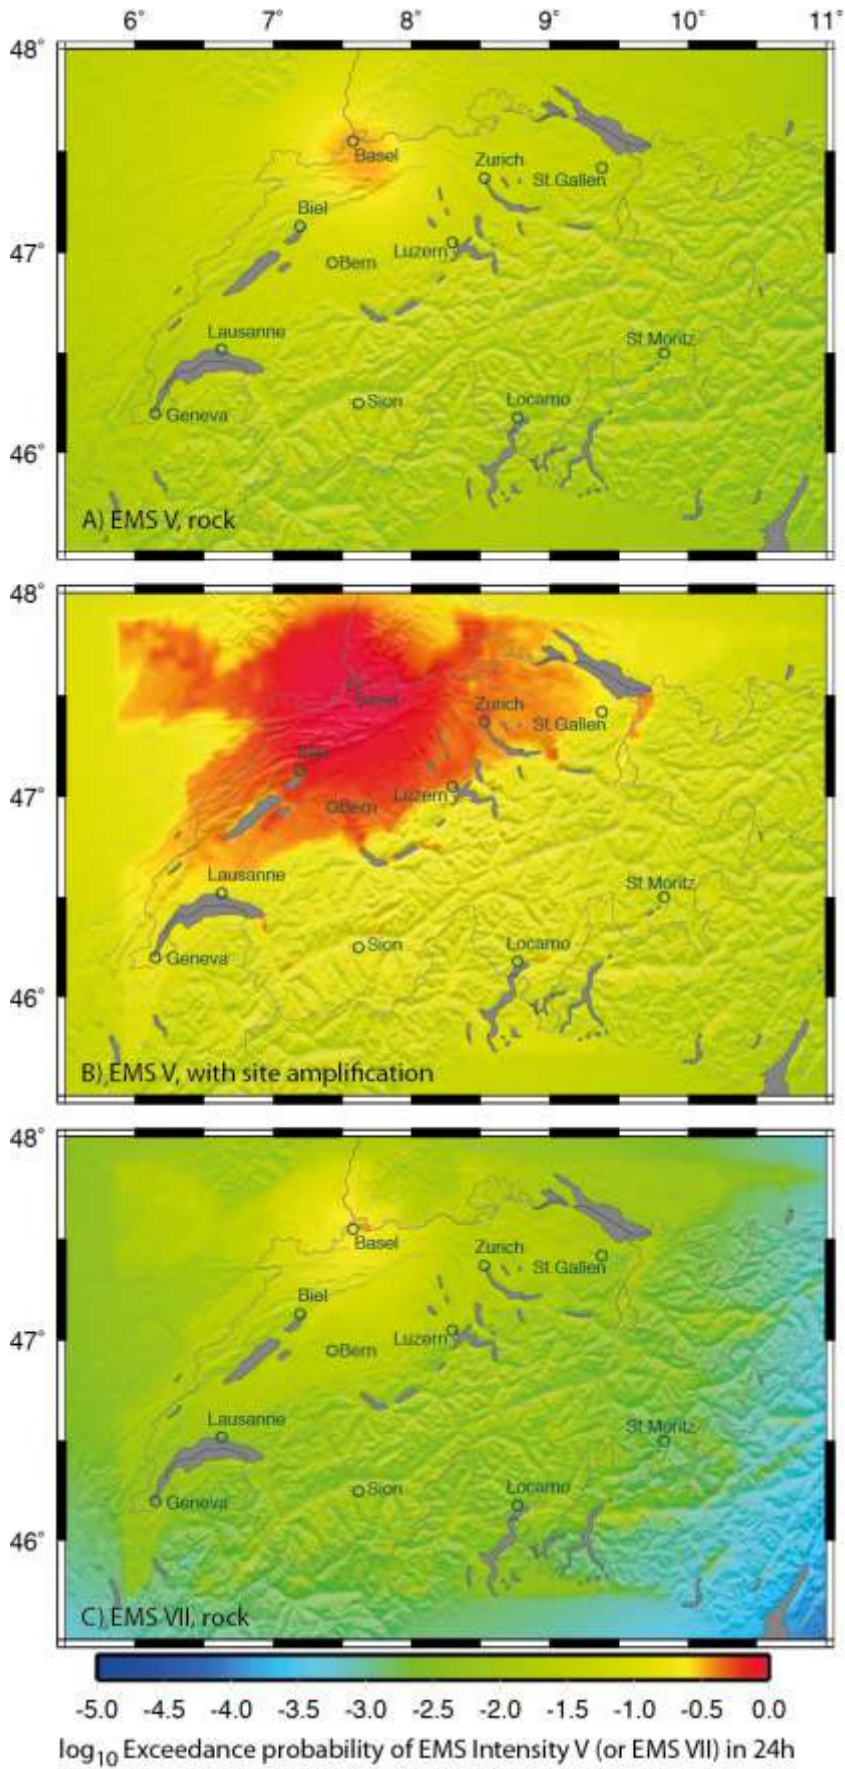 6° 7° 8° 9° 10° 11°
48°
Basel
Zurich
St.Gallen
Biel
47°
Luzern
Bern
Lausanne
St.Moritz
Geneva
Sion
Locarno
46°
A) EMS V, rock
48°
Basel
Zurich
St.Gallen
Biel
47°
Luzern
Bern
Lausanne
St.Moritz
Geneva
Sion
Locarno
46°
B) EMS V, with site amplification
48°
Basel
Zurich
St.Gallen
Biel
47°
Luzern
Bern
Lausanne
St.Moritz
Geneva
Sion
Locarno
46°
C) EMS VII, rock
-5.0 -4.5 -4.0 -3.5 -3.0 -2.5 -2.0 -1.5 -1.0 -0.5 0.0
log10 Exceedance probability of EMS Intensity V (or EMS VII) in 24h